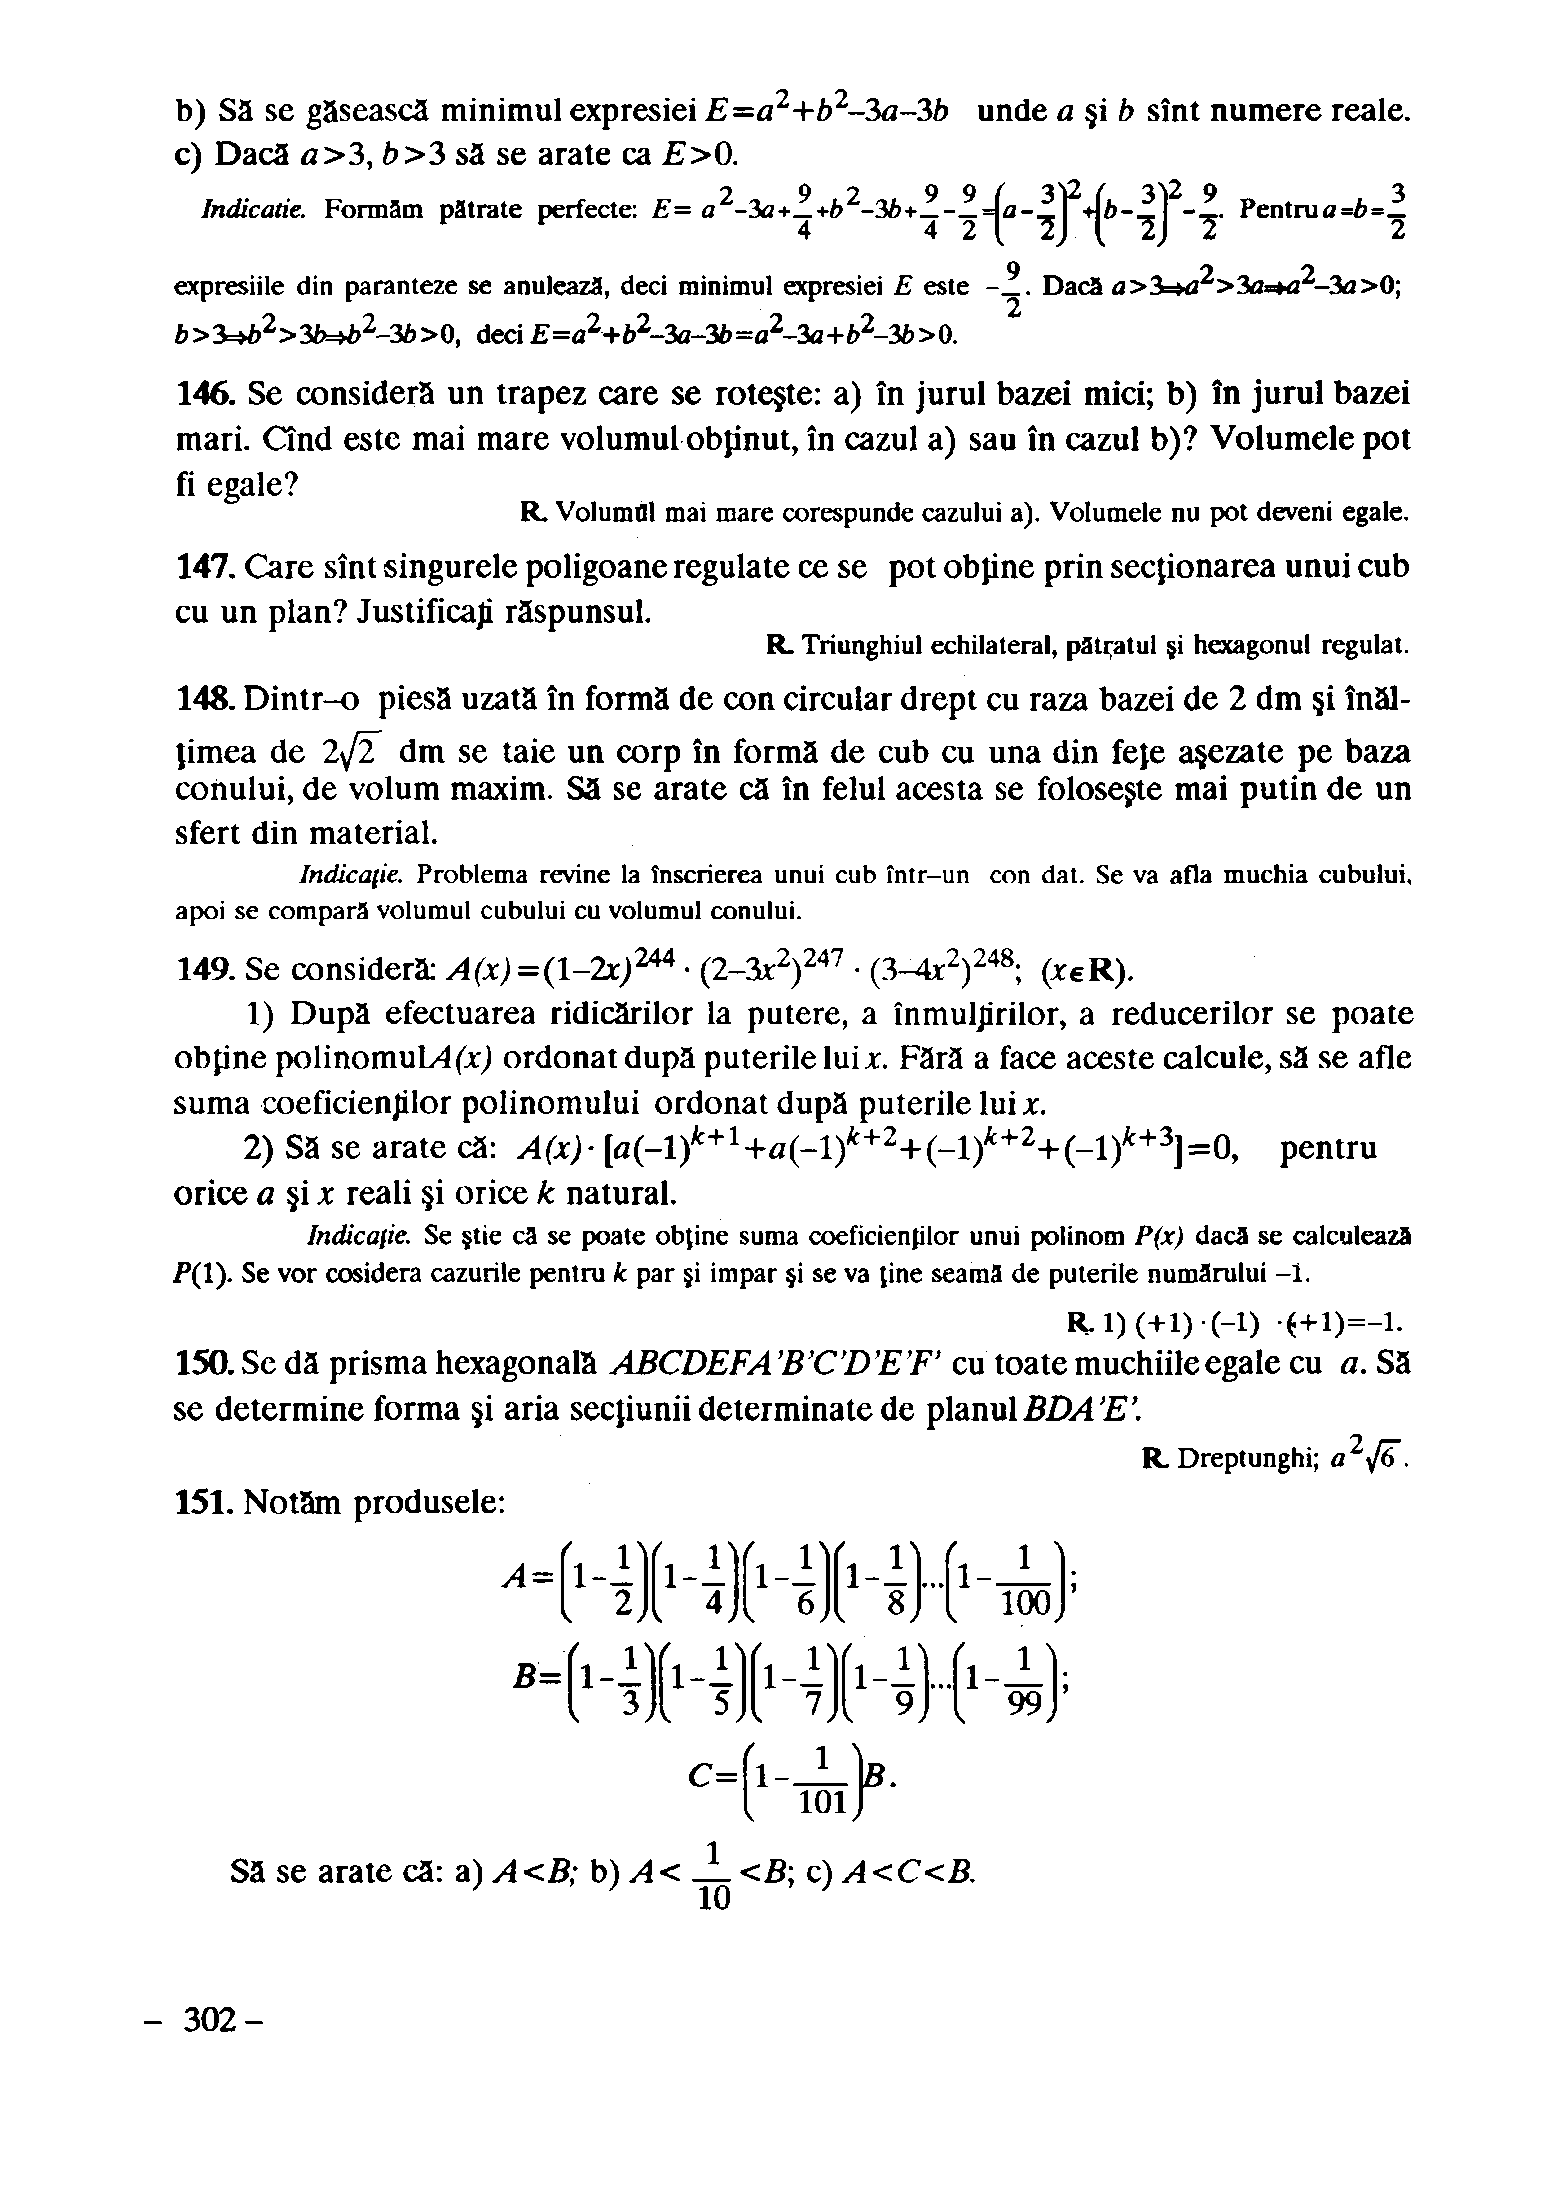 b) Să se găsească minimul expresiei E=a²+b²–3a–3b unde a şi b sînt numere reale.
c) Dacă a>3, b>3 să se arate ca E>0.
Indicatie. Formăm pătrate perfecte: E= a²-3a+9/4+b²-3b+9/4-9/2=(a-3/2)²+(b-3/2)²-9/2. Pentru a=b=3/2
expresiile din paranteze se anulează, deci minimul expresiei E este -9/2. Dacă a>3⇒a²>3a⇒a²–3a>0;
b>3⇒b²>3b⇒b²–3b>0, deci E=a²+b²–3a–3b=a²–3a+b²–3b>0.
146. Se consideră un trapez care se roteşte: a) în jurul bazei mici; b) în jurul bazei
mari. Cînd este mai mare volumul obţinut, în cazul a) sau în cazul b)? Volumele pot
fi egale?
R. Volumul mai mare corespunde cazului a). Volumele nu pot deveni egale.
147. Care sînt singurele poligoane regulate ce se pot obţine prin secţionarea unui cub
cu un plan? Justificaţi răspunsul.
R. Triunghiul echilateral, pătratul şi hexagonul regulat.
148. Dintr–o piesă uzată în formă de con circular drept cu raza bazei de 2 dm şi înăl-
ţimea de 2√2 dm se taie un corp în formă de cub cu una din feţe aşezate pe baza
conului, de volum maxim. Să se arate că în felul acesta se foloseşte mai putin de un
sfert din material.
Indicaţie. Problema revine la înscrierea unui cub într–un con dat. Se va afla muchia cubului,
apoi se compară volumul cubului cu volumul conului.
149. Se consideră: A(x)=(1–2x)²⁴⁴ · (2–3x²)²⁴⁷ · (3–4x²)²⁴⁸; (x∈R).
1) După efectuarea ridicărilor la putere, a înmulţirilor, a reducerilor se poate
obţine polinomul A(x) ordonat după puterile lui x. Fără a face aceste calcule, să se afle
suma coeficienţilor polinomului ordonat după puterile lui x.
2) Să se arate că: A(x)· [a(–1)ᵏ⁺¹+a(–1)ᵏ⁺²+(–1)ᵏ⁺²+(–1)ᵏ⁺³]=0, pentru
orice a şi x reali şi orice k natural.
Indicaţie. Se ştie că se poate obţine suma coeficienţilor unui polinom P(x) dacă se calculează
P(1). Se vor cosidera cazurile pentru k par şi impar şi se va ţine seamă de puterile numărului –1.
R. 1) (+1) ·(–1) ·(+1)=–1.
150. Se dă prisma hexagonală ABCDEFA'B'C'D'E'F' cu toate muchiile egale cu a. Să
se determine forma şi aria secţiunii determinate de planul BDA'E'.
R. Dreptunghi; a²√6.
151. Notăm produsele:
A=(1-1/2)(1-1/4)(1-1/6)(1-1/8)...(1-1/100);
B=(1-1/3)(1-1/5)(1-1/7)(1-1/9)...(1-1/99);
C=(1-1/101)B.
Să se arate că: a) A<B; b) A< 1/10 <B; c) A<C<B.
– 302 –